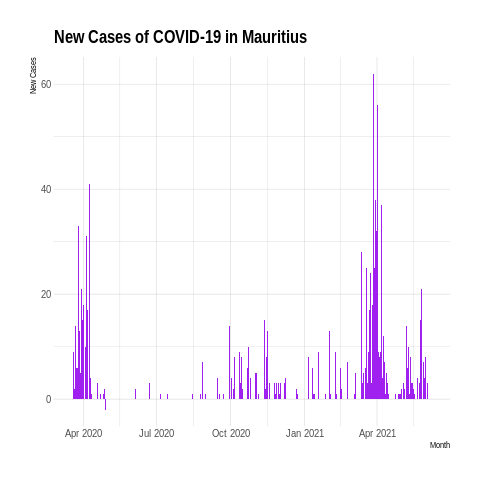 New Cases of COVID-19 in Mauritius
New Cases
60
40
20
0
Apr 2020 Jul 2020 Oct 2020 Jan 2021 Apr 2021
Month